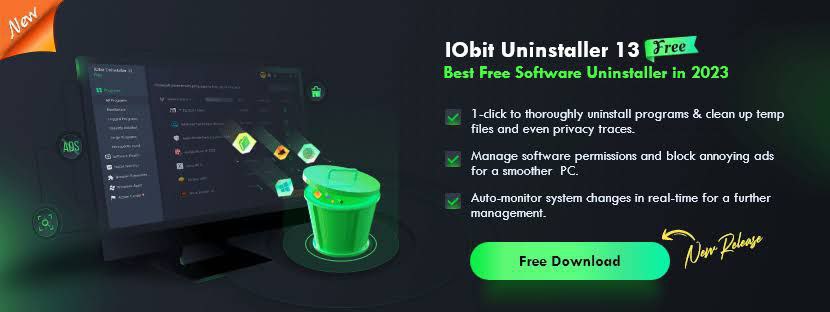 New
IObit Uninstaller 13 Free
Best Free Software Uninstaller in 2023
1-click to thoroughly uninstall programs & clean up temp
files and even privacy traces.
Manage software permissions and block annoying ads
for a smoother PC.
Auto-monitor system changes in real-time for a further
management.
Free Download
New Release
ADS
IObit Uninstaller 13
Free
Programs
All Programs